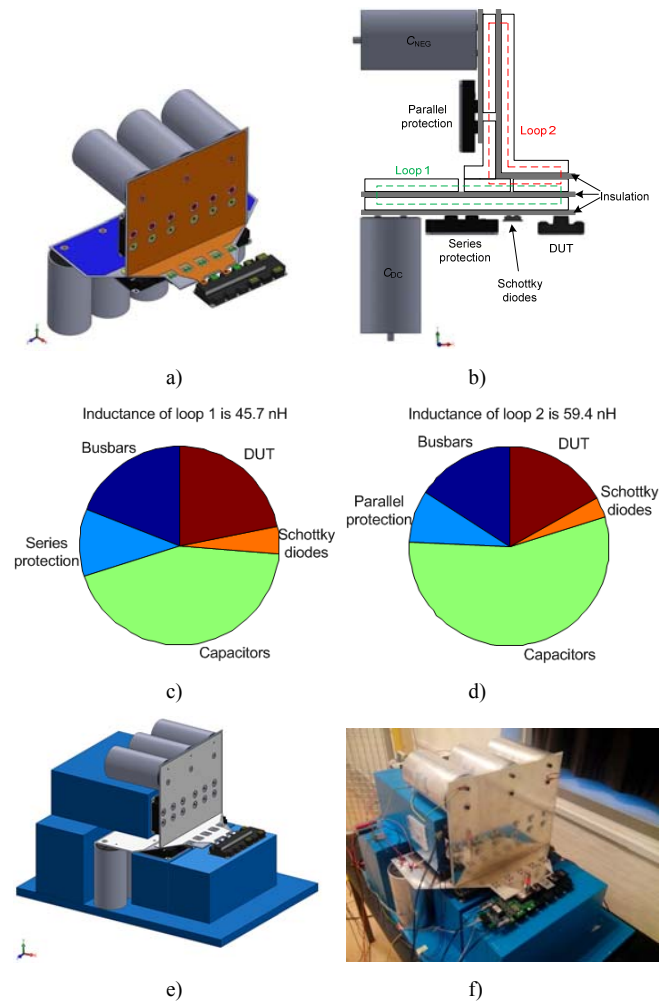 a)
C_NEG
Parallel
protection
Loop 2
Loop 1
Insulation
Series
protection
DUT
Schottky
diodes
C_DC
b)
Inductance of loop 1 is 45.7 nH
Busbars
DUT
Series
protection
Schottky
diodes
Capacitors
c)
Inductance of loop 2 is 59.4 nH
Busbars
DUT
Parallel
protection
Schottky
diodes
Capacitors
d)
e)
f)